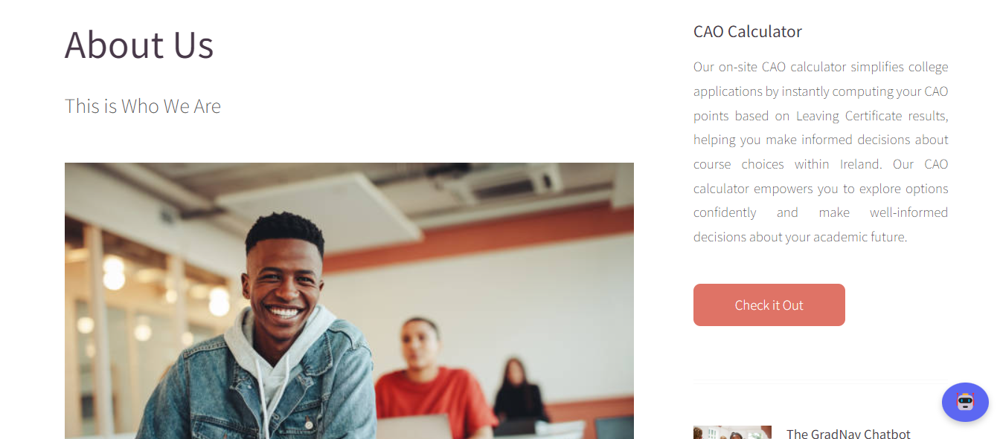 About Us
This is Who We Are
CAO Calculator
Our on-site CAO calculator simplifies college
applications by instantly computing your CAO
points based on Leaving Certificate results,
helping you make informed decisions about
course choices within Ireland. Our CAO
calculator empowers you to explore options
confidently and make well-informed
decisions about your academic future.
Check it Out
The GradNav Chatbot